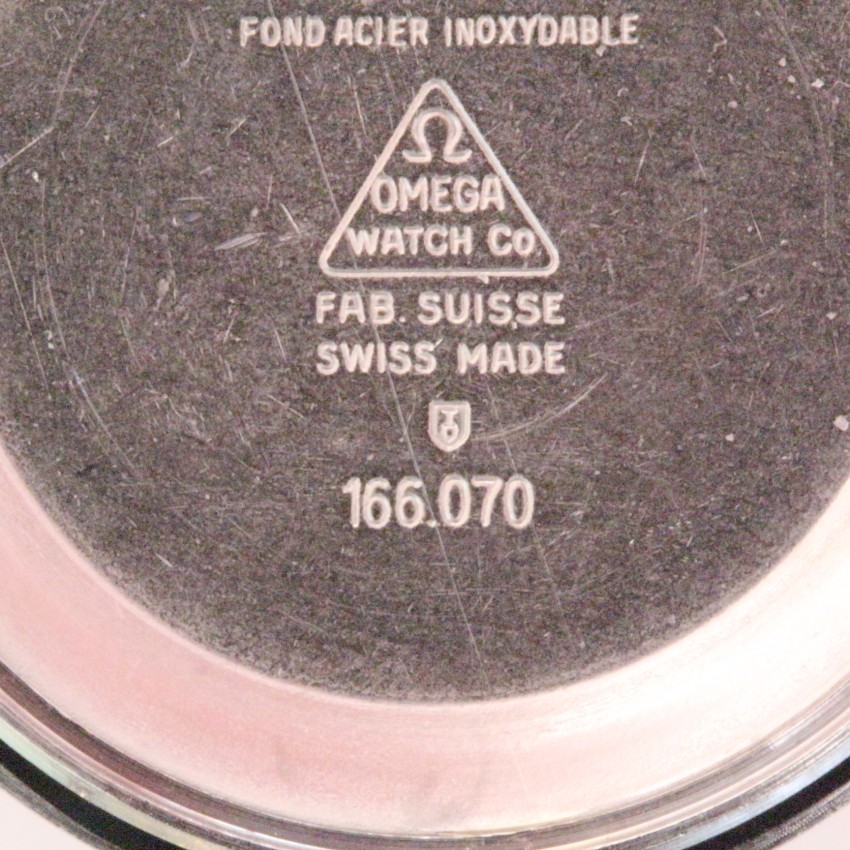 FOND ACIER INOXYDABLE
Ω
OMEGA
WATCH CO
FAB. SUISSE
SWISS MADE
166.070